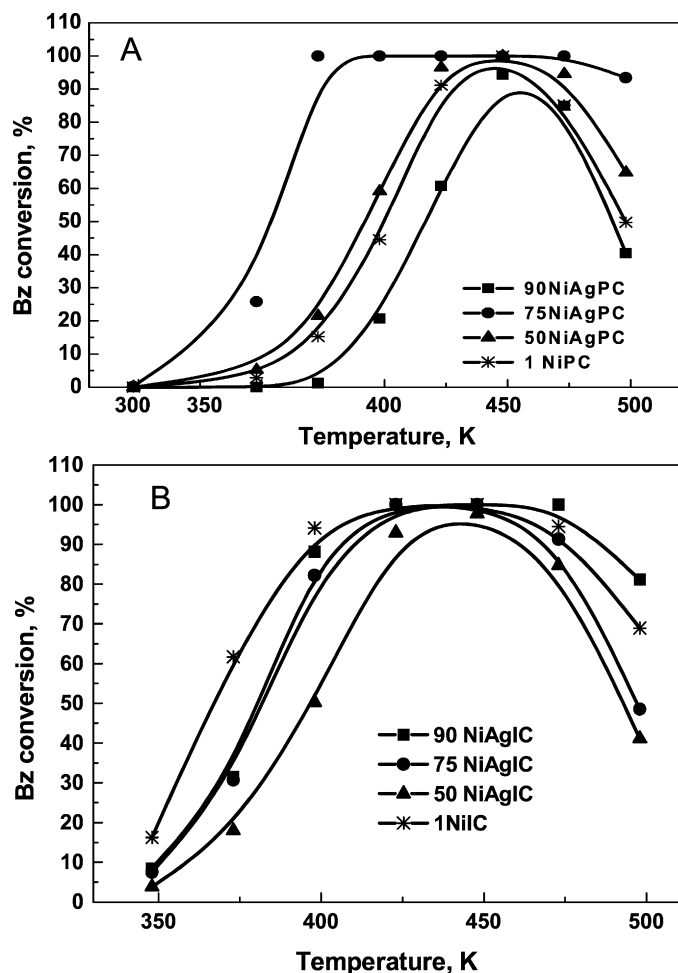 A
110
100
90
80
70
60
50
40
30
20
10
0
Bz conversion, %
90NiAgPC
75NiAgPC
50NiAgPC
1 NiPC
300 350 400 450 500
Temperature, K
B
110
100
90
80
70
60
50
40
30
20
10
0
Bz conversion, %
90 NiAgIC
75 NiAgIC
50 NiAgIC
1NiIC
350 400 450 500
Temperature, K